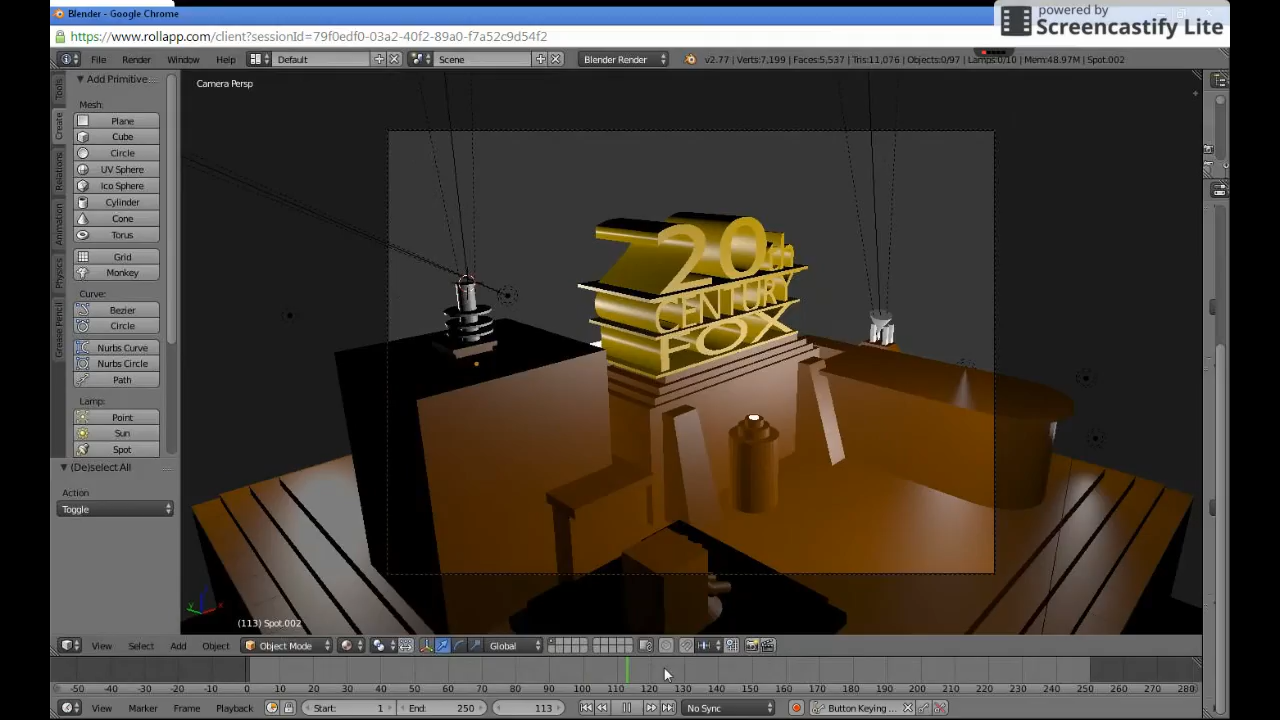 Blender - Google Chrome
powered by
Screencastify Lite
https://www.rollapp.com/client?sessionId=79f0edf0-03a2-40f2-89a0-f7a52c9d54f2
File Render Window Help Default Scene Blender Render v2.77 | Verts:7,199 | Faces:5,537 | Tris:11,076 | Objects:0/97 | Lamps:0/10 | Mem:48.97M | Spot.002
Tools
Create
Relations
Animation
Physics
Grease Pencil
Add Primitive
Mesh:
Plane
Cube
Circle
UV Sphere
Ico Sphere
Cylinder
Cone
Torus
Grid
Monkey
Curve:
Bezier
Circle
Nurbs Curve
Nurbs Circle
Path
Lamp:
Point
Sun
Spot
(De)select All
Action
Toggle
Camera Persp
20th
CENTURY
FOX
(113) Spot.002
View Select Add Object Object Mode Global
-50 -40 -30 -20 -10 0 10 20 30 40 50 60 70 80 90 100 110 120 130 140 150 160 170 180 190 200 210 220 230 240 250 260 270 280
View Marker Frame Playback Start: 1 End: 250 113 No Sync Button Keying ...